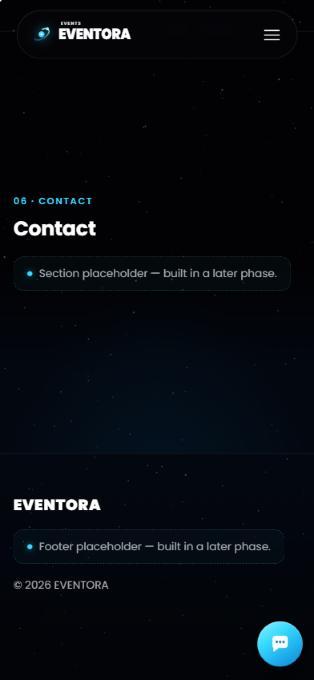 EVENTS
EVENTORA
06 · CONTACT
Contact
Section placeholder — built in a later phase.
EVENTORA
Footer placeholder — built in a later phase.
© 2026 EVENTORA